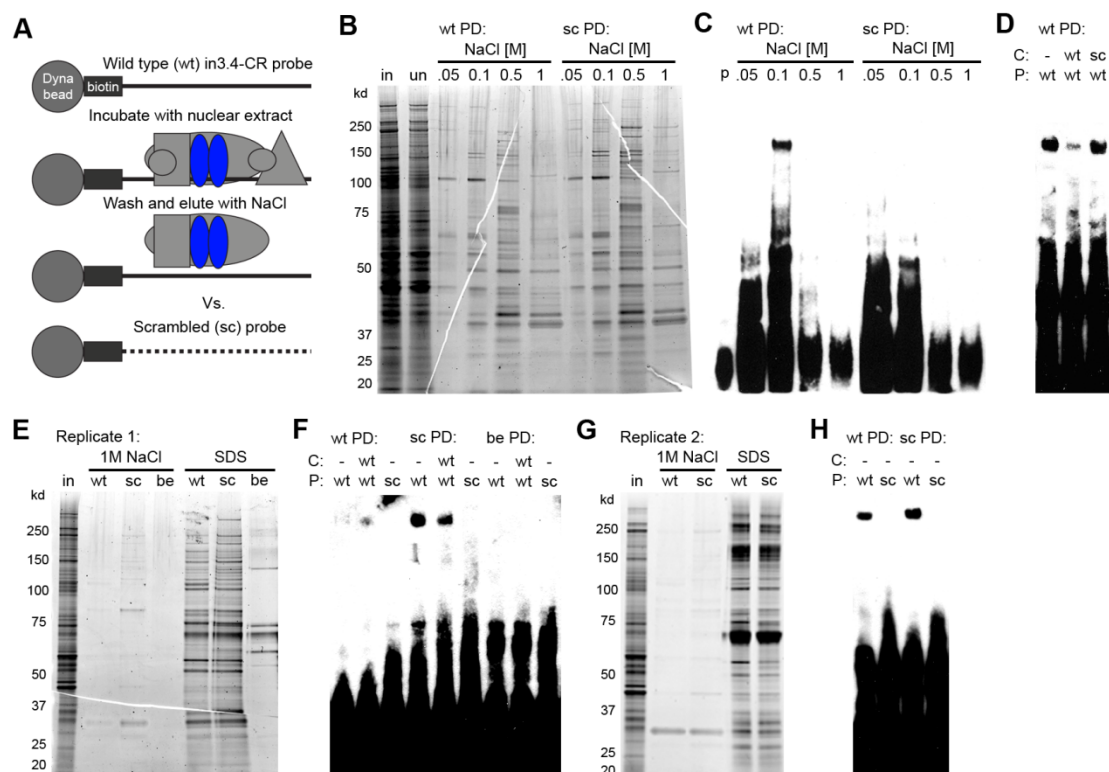 A
Dyna bead
biotin
Wild type (wt) in3.4-CR probe
Incubate with nuclear extract
Wash and elute with NaCl
Vs.
Scrambled (sc) probe
B
wt PD: sc PD:
NaCl [M] NaCl [M]
in un .05 0.1 0.5 1 .05 0.1 0.5 1
kd
250
150
100
75
50
37
25
20
C
wt PD: sc PD:
NaCl [M] NaCl [M]
p .05 0.1 0.5 1 .05 0.1 0.5 1
D
wt PD:
C: - wt sc
P: wt wt wt
E Replicate 1:
1M NaCl SDS
in wt sc be wt sc be
kd
250
150
100
75
50
37
25
20
F
wt PD: sc PD: be PD:
C: - wt - - wt - - wt -
P: wt wt sc wt wt sc wt wt sc
G Replicate 2:
1M NaCl SDS
in wt sc wt sc
kd
250
150
100
75
50
37
25
20
H
wt PD: sc PD:
C: - - - -
P: wt sc wt sc